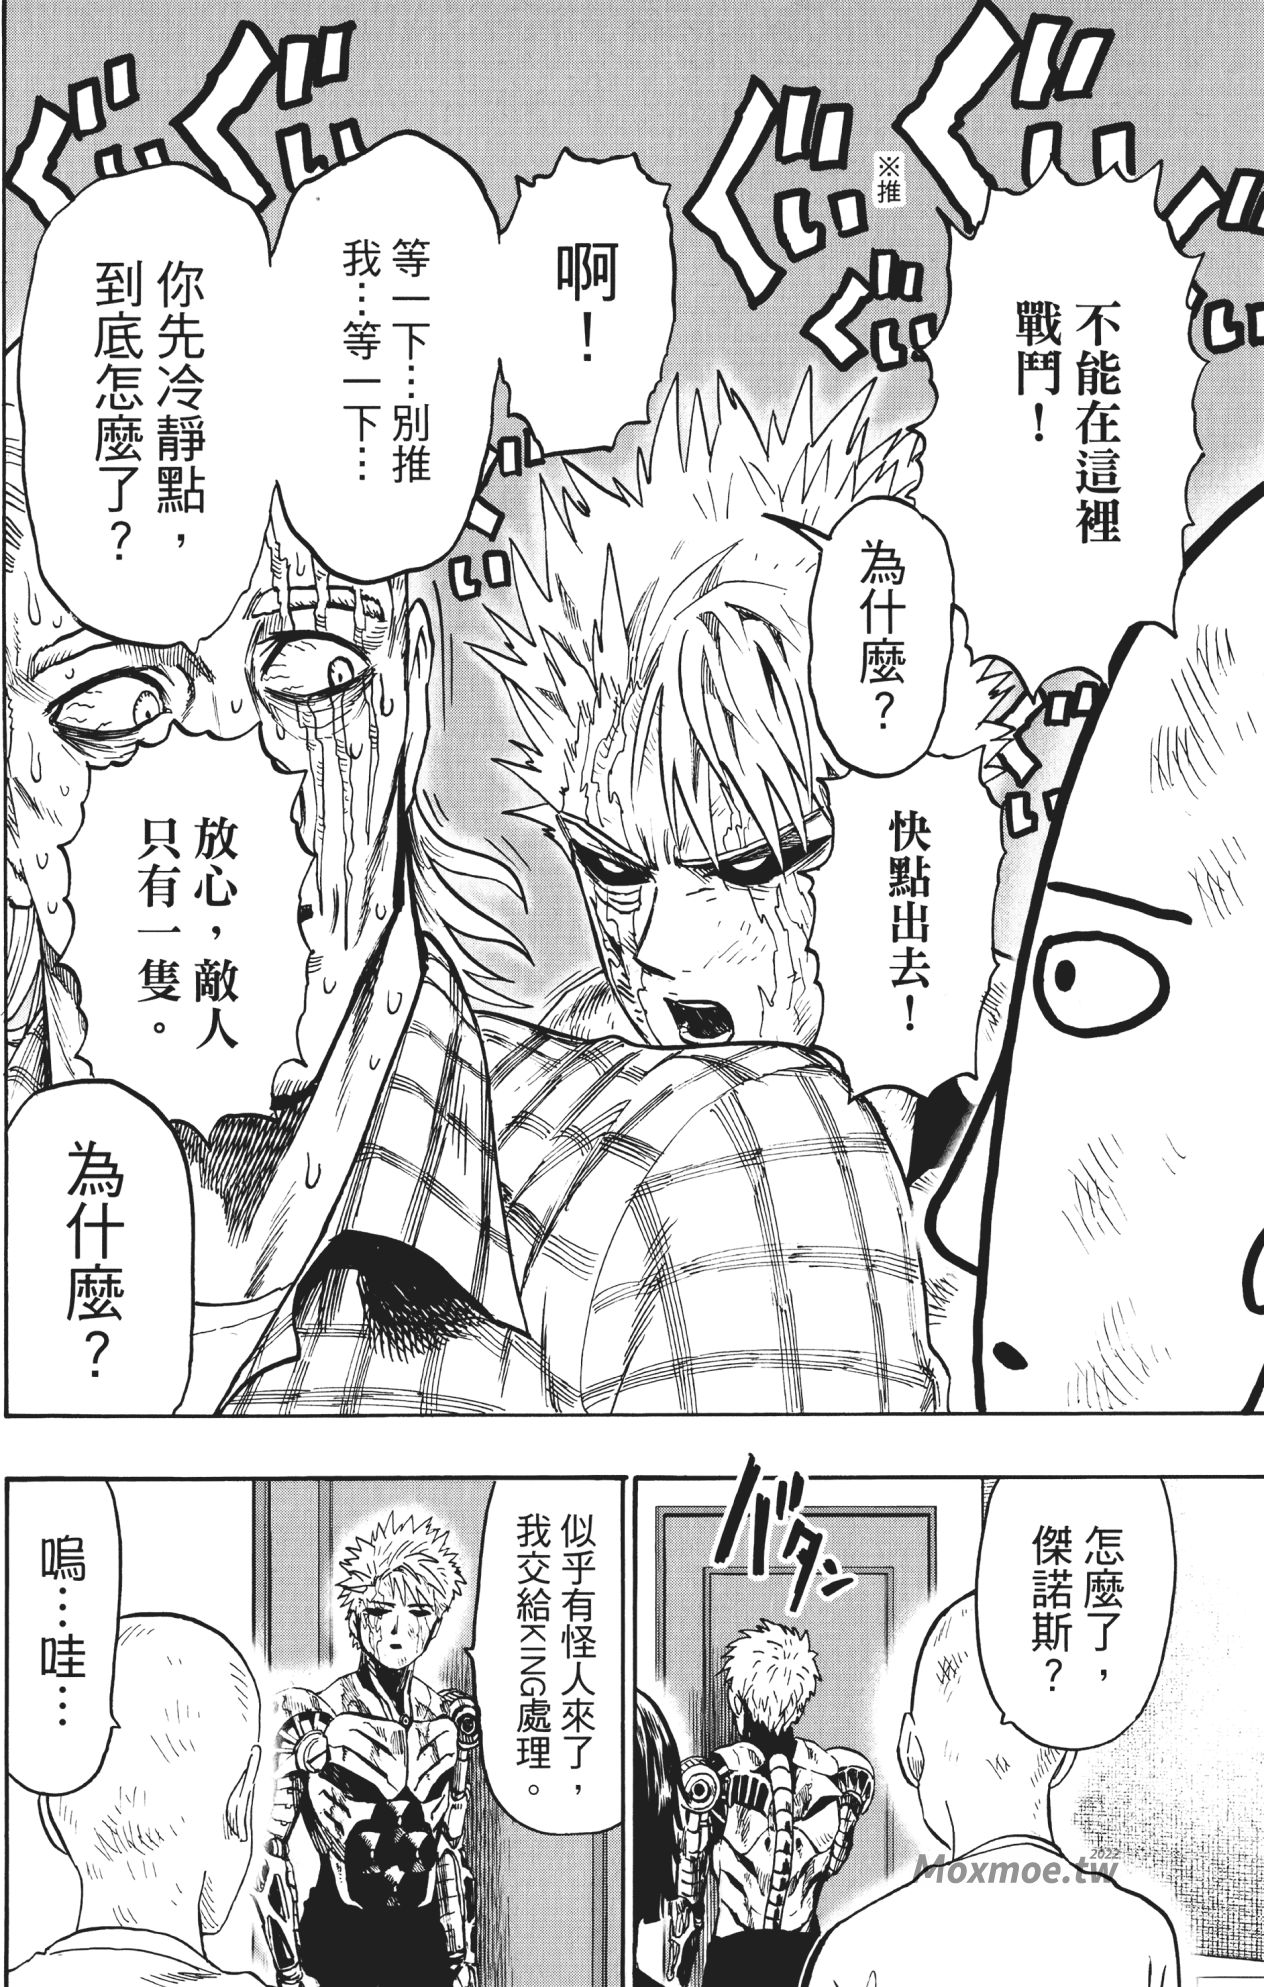 不能在這裡
戰鬥！
為什麼？
快點出去！
※推
ぐい
ぐい
ぐい
ぐい
ぐい
ぐい
啊！
等一下…別推
我…等一下…
你先冷靜點，
到底怎麼了？
放心，敵人
只有一隻。
為什麼？
怎麼了，
傑諾斯？
バタン
似乎有怪人來了，
我交給KING處理。
嗚…哇…
2022
Moxmoe.tw